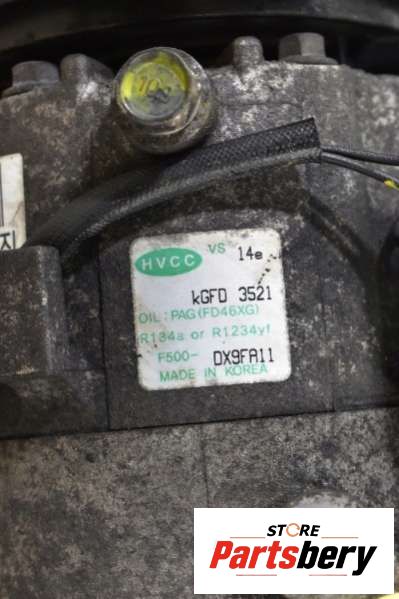 HVCC VS 14e
kGFD 3521
OIL:PAG(FD46XG)
R134a or R1234yf
F500- DX9FA11
MADE IN KOREA
STORE
Partsbery